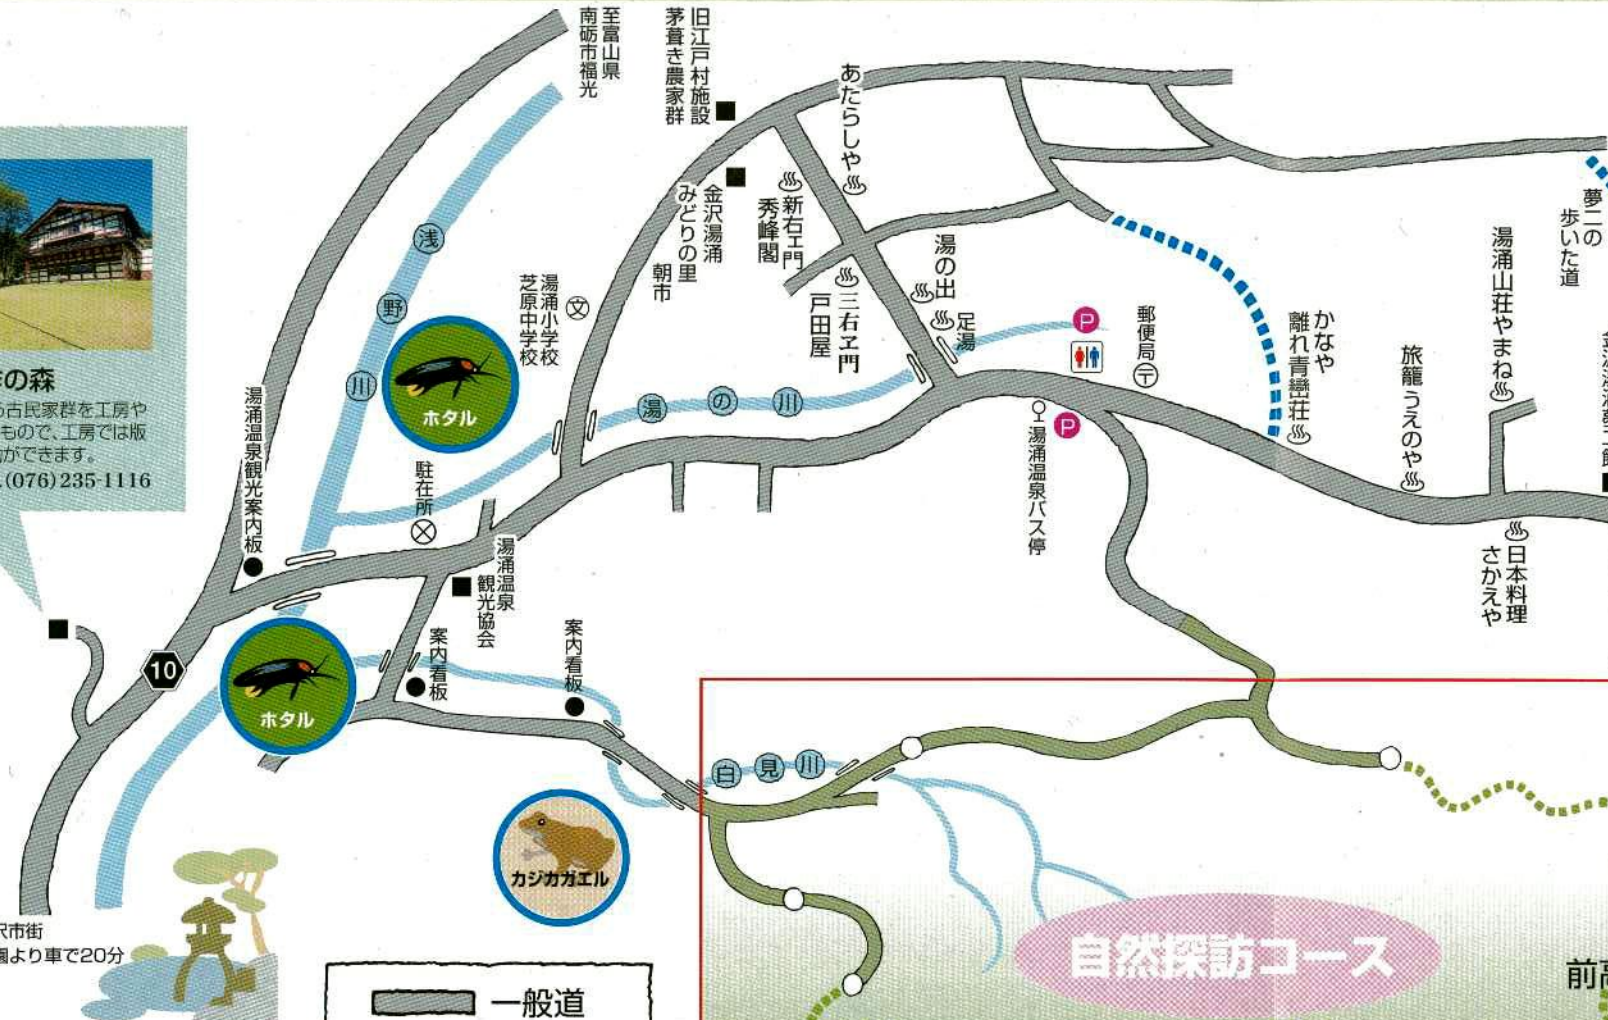 至富山県
南砺市福光
旧江戸村施設
茅葺き農家群
あたらしや
金沢湯涌
みどりの里
朝市
新右エ門
秀峰閣
湯の出
足湯
三右ヱ門
戸田屋
P
郵便局
〒
かなや
離れ青巒荘
旅籠 うえのや
湯涌山荘やまね
夢二の
歩いた道
P
湯涌温泉バス停
日本料理
さかえや
湯涌小学校
芝原中学校
文
浅
野
川
ホタル
湯
の
川
駐在所
湯涌温泉観光案内板
の森
古民家群を工房や
もので、工房では版
ができます。
(076)235-1116
湯涌温泉
観光協会
案内看板
案内看板
10
ホタル
白
見
川
カジカガエル
沢市街
園より車で20分
一般道
自然探訪コース
前高